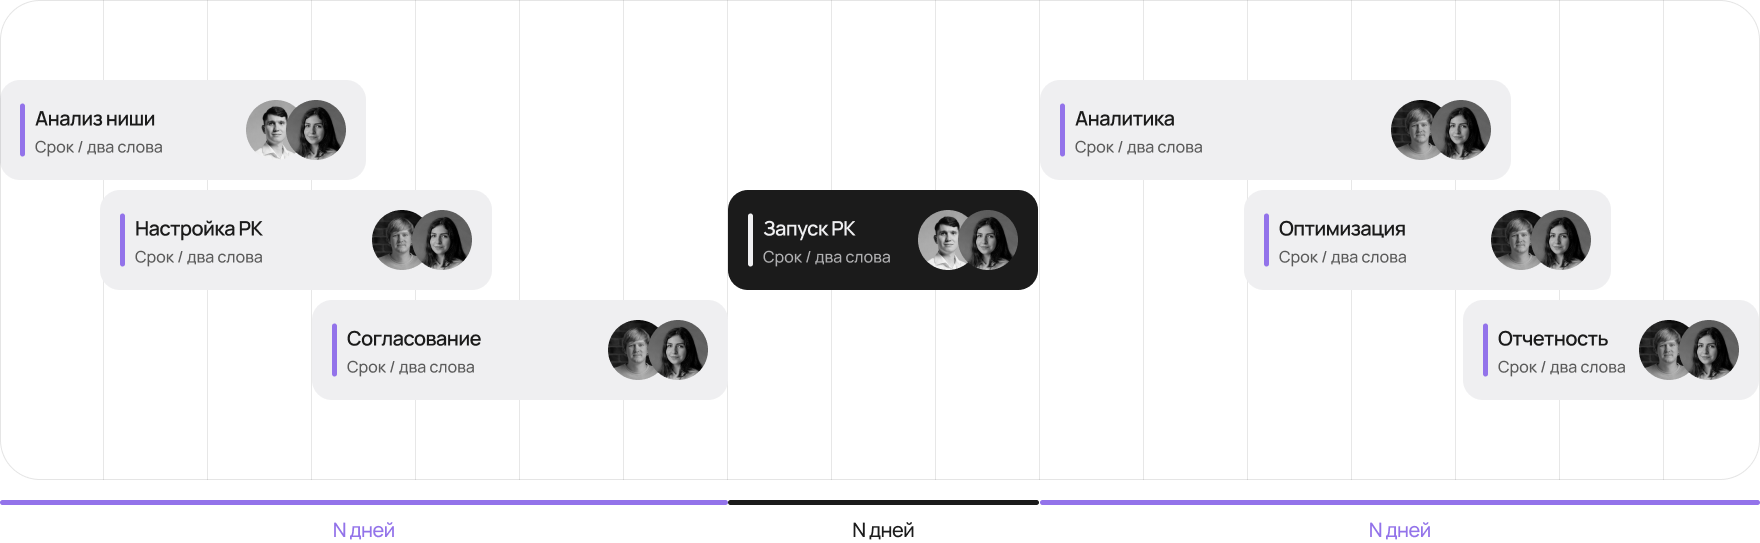 Анализ ниши
Срок / два слова
Настройка РК
Срок / два слова
Согласование
Срок / два слова
Запуск РК
Срок / два слова
Аналитика
Срок / два слова
Оптимизация
Срок / два слова
Отчетность
Срок / два слова
N дней
N дней
N дней